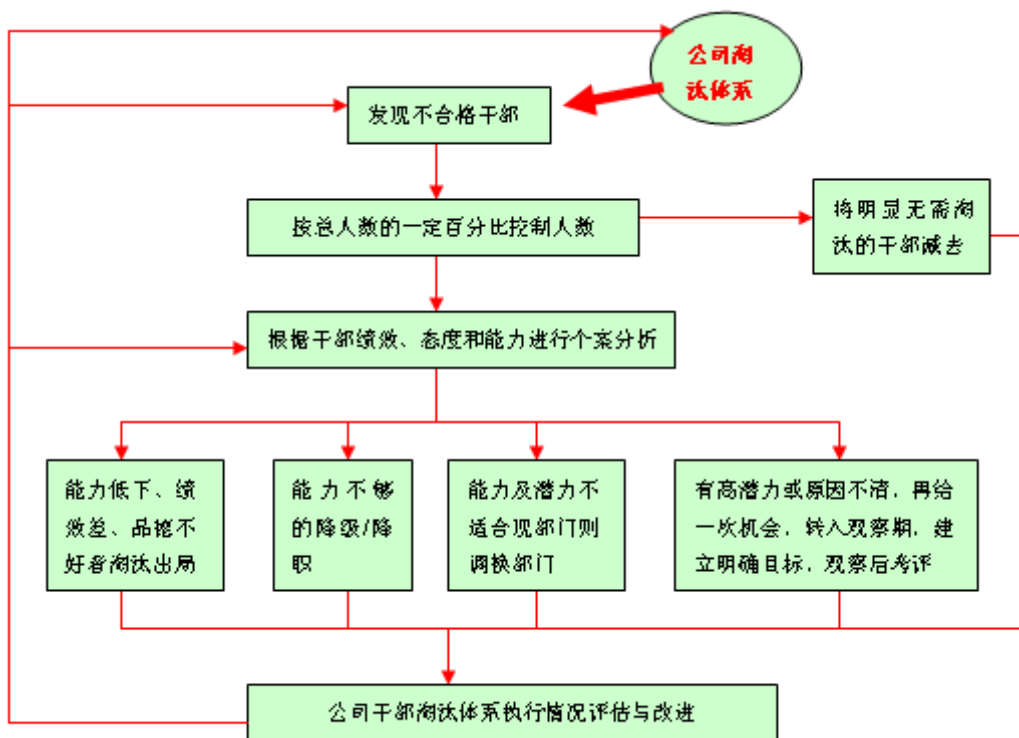 公司淘
汰体系
发现不合格干部
按总人数的一定百分比控制人数
将明显无需淘
汰的干部减去
根据干部绩效、态度和能力进行个案分析
能力低下、绩
效差、品德不
好者淘汰出局
能力不够
的降级/降
职
能力及潜力不
适合现部门则
调换部门
有高潜力或原因不清，再给
一次机会，转入观察期，建
立明确目标，观察后考评
公司干部淘汰体系执行情况评估与改进